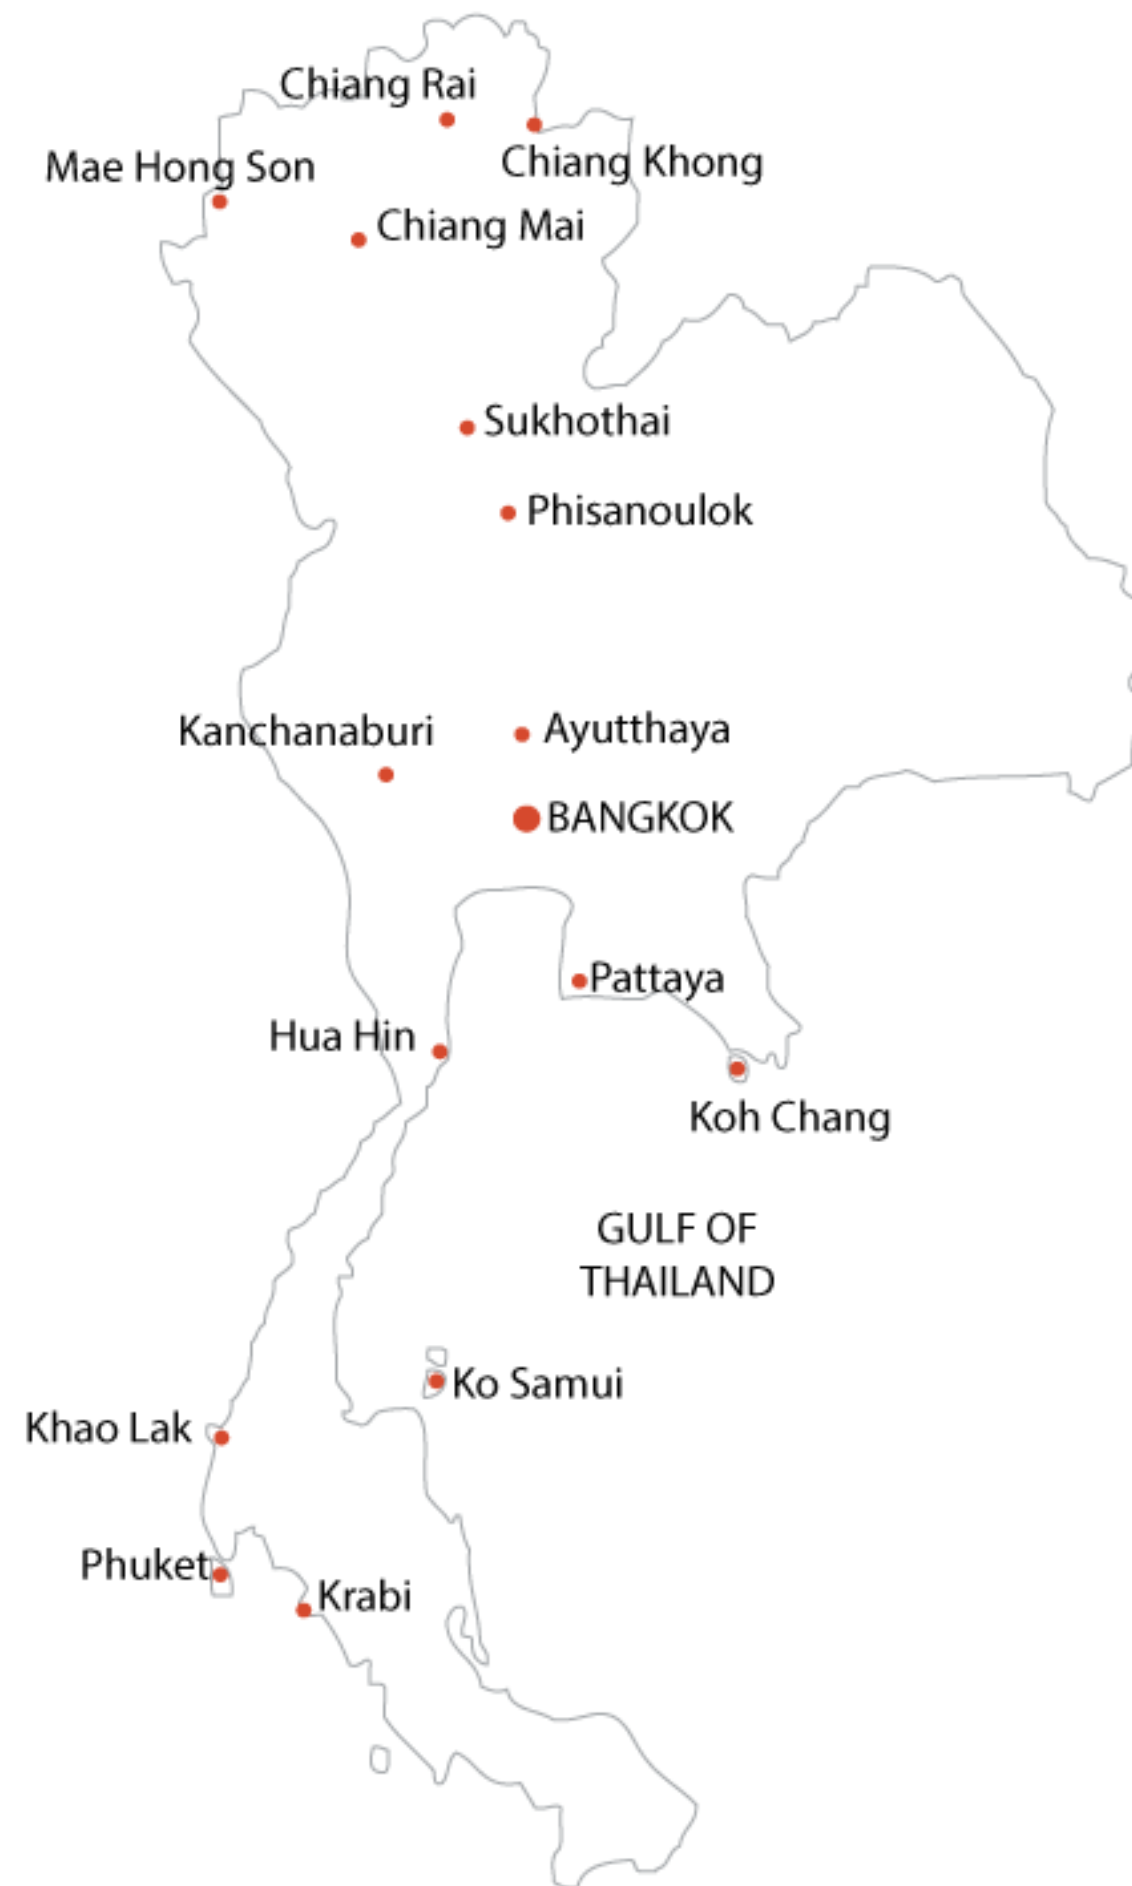 Chiang Rai
Chiang Khong
Mae Hong Son
Chiang Mai
Sukhothai
Phisanoulok
Kanchanaburi
Ayutthaya
BANGKOK
Pattaya
Hua Hin
Koh Chang
GULF OF
THAILAND
Ko Samui
Khao Lak
Phuket
Krabi